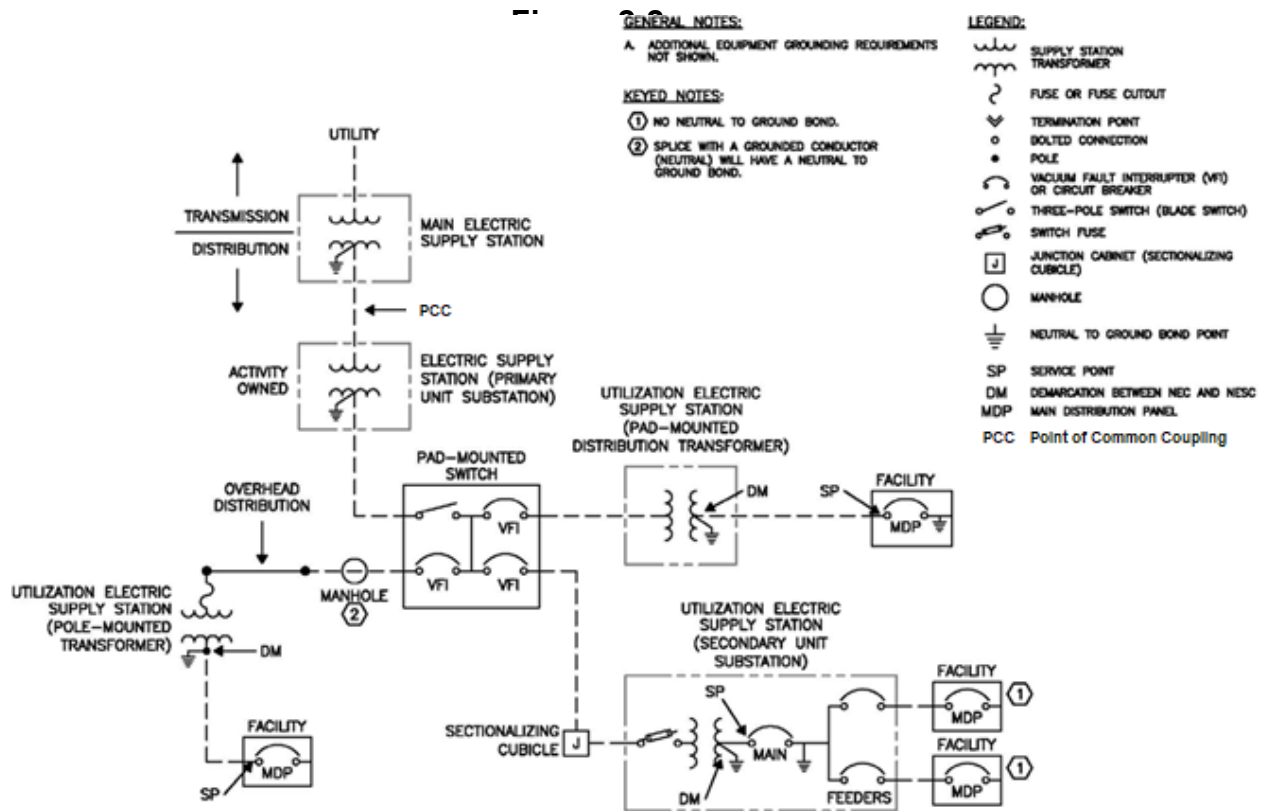 GENERAL NOTES:
A. ADDITIONAL EQUIPMENT GROUNDING REQUIREMENTS
NOT SHOWN.
KEYED NOTES:
1 NO NEUTRAL TO GROUND BOND.
2 SPLICE WITH A GROUNDED CONDUCTOR
(NEUTRAL) WILL HAVE A NEUTRAL TO
GROUND BOND.
LEGEND:
SUPPLY STATION
TRANSFORMER
FUSE OR FUSE CUTOUT
TERMINATION POINT
BOLTED CONNECTION
POLE
VACUUM FAULT INTERRUPTER (VFI)
OR CIRCUIT BREAKER
THREE-POLE SWITCH (BLADE SWITCH)
SWITCH FUSE
J JUNCTION CABINET (SECTIONALIZING
CUBICLE)
MANHOLE
NEUTRAL TO GROUND BOND POINT
SP SERVICE POINT
DM DEMARCATION BETWEEN NEC AND NESC
MDP MAIN DISTRIBUTION PANEL
PCC Point of Common Coupling
UTILITY
TRANSMISSION
DISTRIBUTION
MAIN ELECTRIC
SUPPLY STATION
PCC
ACTIVITY
OWNED
ELECTRIC SUPPLY
STATION (PRIMARY
UNIT SUBSTATION)
UTILIZATION ELECTRIC
SUPPLY STATION
(PAD-MOUNTED
DISTRIBUTION TRANSFORMER)
PAD-MOUNTED
SWITCH
VFI
VFI
VFI
DM
SP
FACILITY
MDP
OVERHEAD
DISTRIBUTION
MANHOLE
2
UTILIZATION ELECTRIC
SUPPLY STATION
(POLE-MOUNTED
TRANSFORMER)
DM
FACILITY
MDP
SP
SECTIONALIZING
CUBICLE
J
UTILIZATION ELECTRIC
SUPPLY STATION
(SECONDARY UNIT
SUBSTATION)
SP
MAIN
DM
FEEDERS
FACILITY
MDP
1
FACILITY
MDP
1